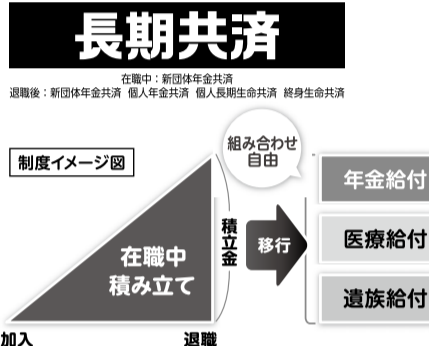 長期共済
在職中：新団体年金共済
退職後：新団体年金共済 個人年金共済 個人長期生命共済 終身生命共済
制度イメージ図
組み合わせ
自由
年金給付
在職中
積み立て
積立金
移行
医療給付
遺族給付
加入
退職